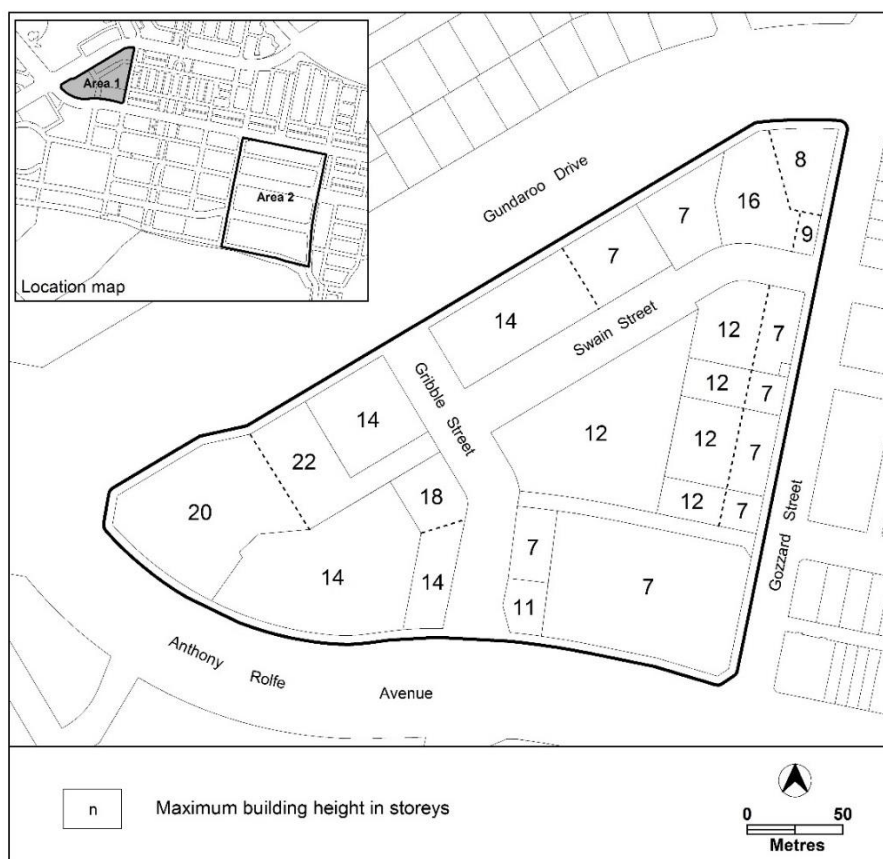 Area 1
Area 2
Location map
Gundaroo Drive
8
16
9
7
7
14
Swain Street
12
7
12
7
12
7
12
7
12
Gribble Street
14
22
18
20
14
14
7
11
7
Gozzard Street
Anthony Rolfe Avenue
n
Maximum building height in storeys
0 50
Metres